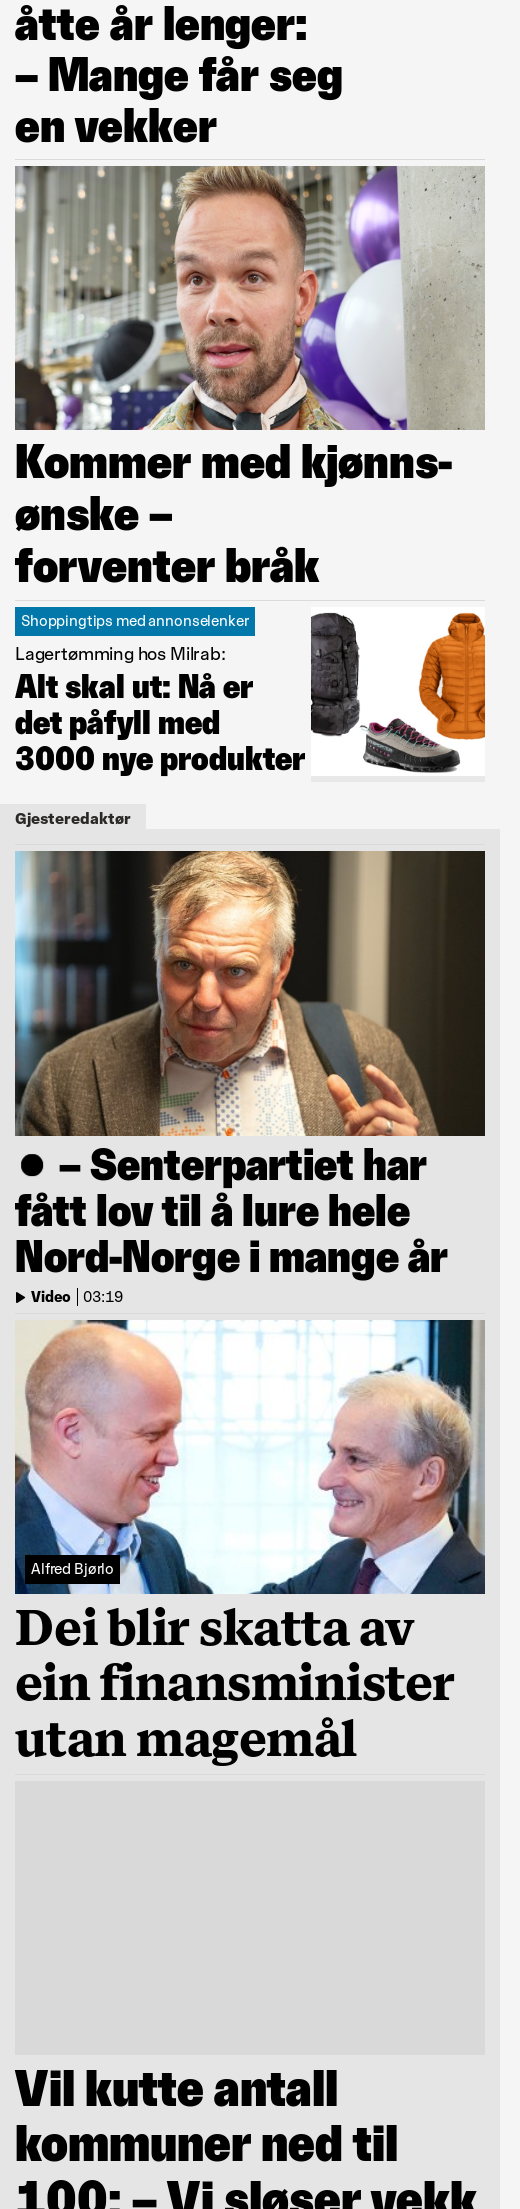 åtte år lenger:
– Mange får seg
en vekker
Kommer med kjønns-
ønske –
forventer bråk
Shoppingtips med annonselenker
Lagertømming hos Milrab:
Alt skal ut: Nå er
det påfyll med
3000 nye produkter
Gjesteredaktør
● – Senterpartiet har
fått lov til å lure hele
Nord-Norge i mange år
Video | 03:19
Alfred Bjørlo
Dei blir skatta av
ein finansminister
utan magemål
Vil kutte antall
kommuner ned til
100: – Vi sløser vekk